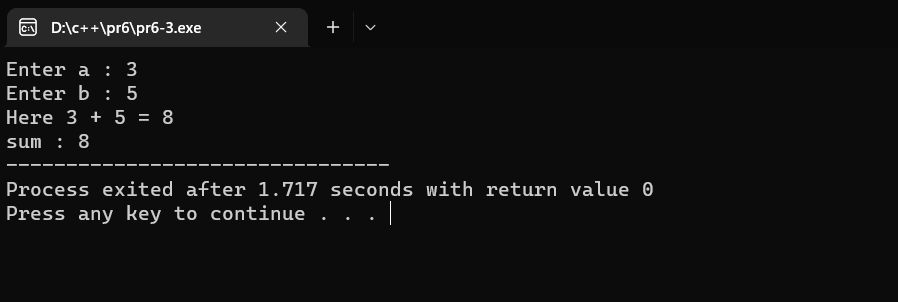 D:\c++\pr6\pr6-3.exe
Enter a : 3
Enter b : 5
Here 3 + 5 = 8
sum : 8
--------------------------------
Process exited after 1.717 seconds with return value 0
Press any key to continue . . .